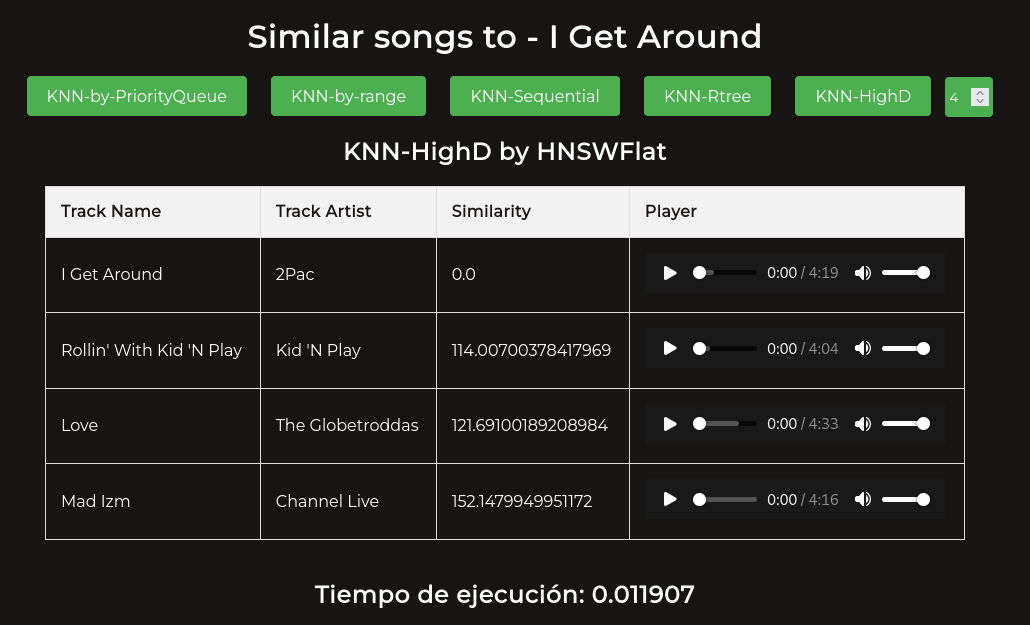 Similar songs to - I Get Around
KNN-by-PriorityQueue KNN-by-range KNN-Sequential KNN-Rtree KNN-HighD 4
KNN-HighD by HNSWFlat
Track Name Track Artist Similarity Player
I Get Around 2Pac 0.0 0:00 / 4:19
Rollin' With Kid 'N Play Kid 'N Play 114.00700378417969 0:00 / 4:04
Love The Globetroddas 121.69100189208984 0:00 / 4:33
Mad Izm Channel Live 152.1479949951172 0:00 / 4:16
Tiempo de ejecución: 0.011907